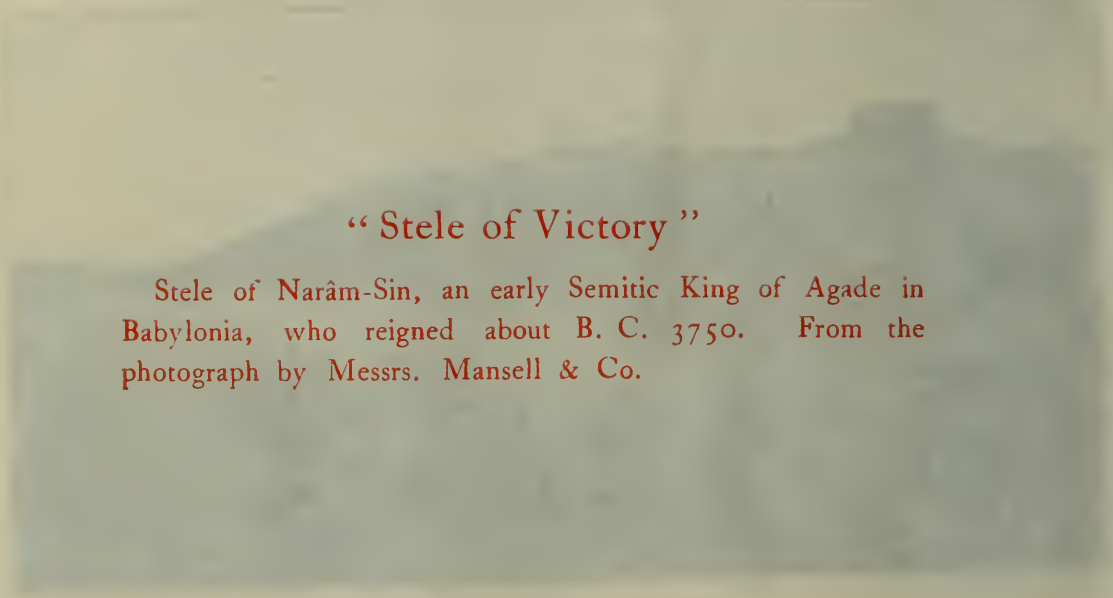 “ Stele of Victory ”
Stele of Narâm-Sin, an early Semitic King of Agade in
Babylonia, who reigned about B. C. 3750. From the
photograph by Messrs. Mansell & Co.